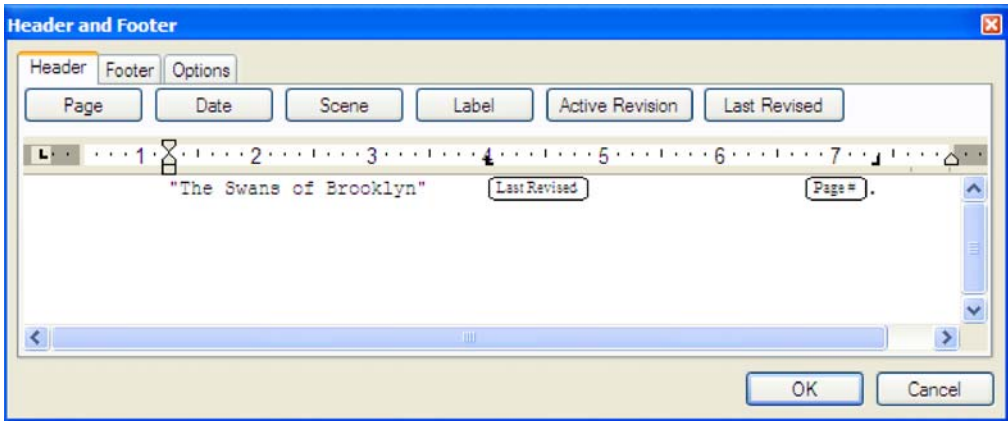 Header and Footer
Header Footer Options
Page Date Scene Label Active Revision Last Revised
1 2 3 4 5 6 7
"The Swans of Brooklyn" Last Revised Page # .
OK Cancel